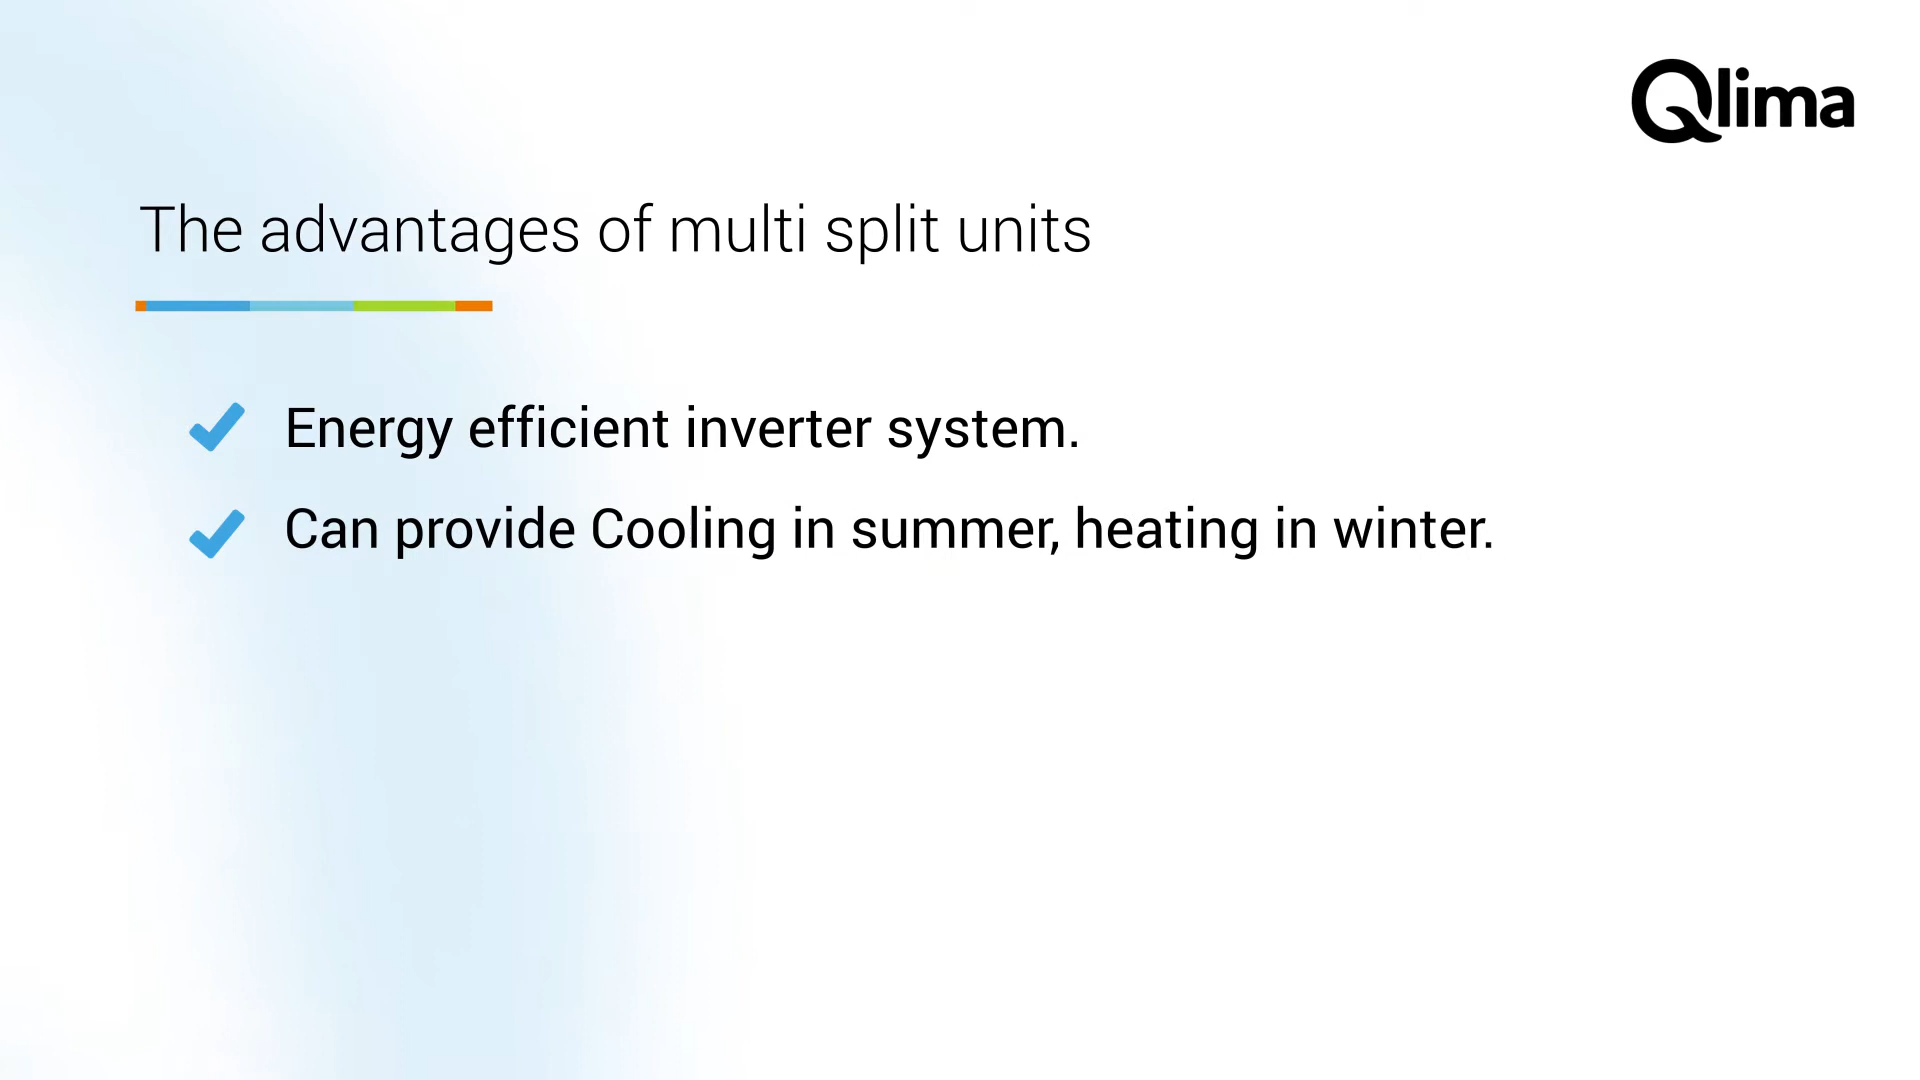 Qlima
The advantages of multi split units
Energy efficient inverter system.
Can provide Cooling in summer, heating in winter.